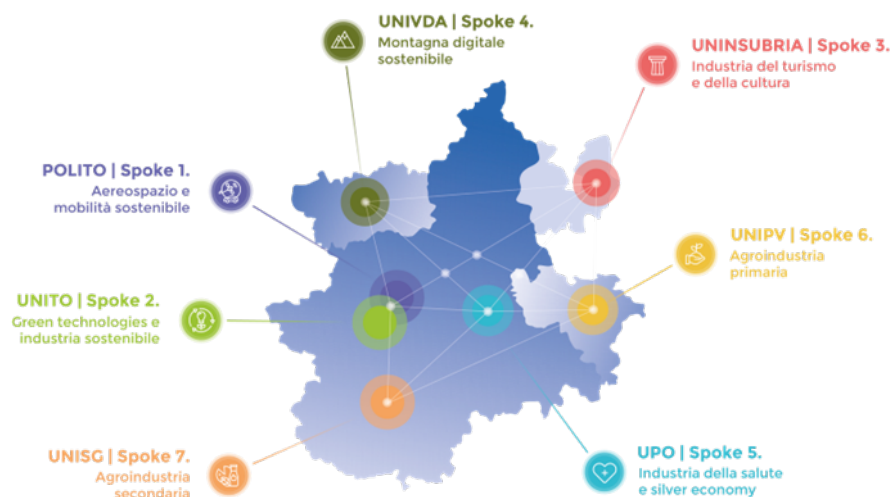 UNIVDA | Spoke 4.
Montagna digitale
sostenibile
UNINSUBRIA | Spoke 3.
Industria del turismo
e della cultura
POLITO | Spoke 1.
Aereospazio e
mobilità sostenibile
UNIPV | Spoke 6.
Agroindustria
primaria
UNITO | Spoke 2.
Green technologies e
industria sostenibile
UNISG | Spoke 7.
Agroindustria
secondaria
UPO | Spoke 5.
Industria della salute
e silver economy